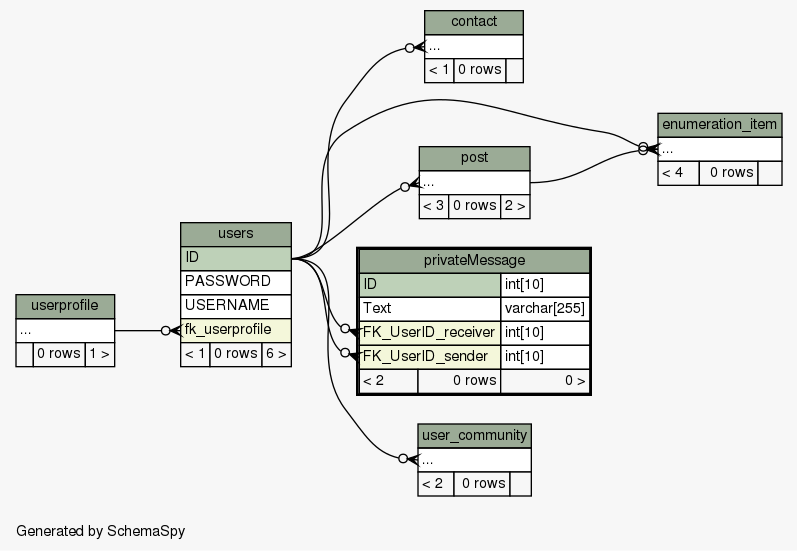 contact
...
< 1 0 rows
enumeration_item
...
< 4 0 rows
post
...
< 3 0 rows 2 >
users
ID
PASSWORD
USERNAME
fk_userprofile
< 1 0 rows 6 >
privateMessage
ID int[10]
Text varchar[255]
FK_UserID_receiver int[10]
FK_UserID_sender int[10]
< 2 0 rows 0 >
userprofile
...
0 rows 1 >
user_community
...
< 2 0 rows
Generated by SchemaSpy